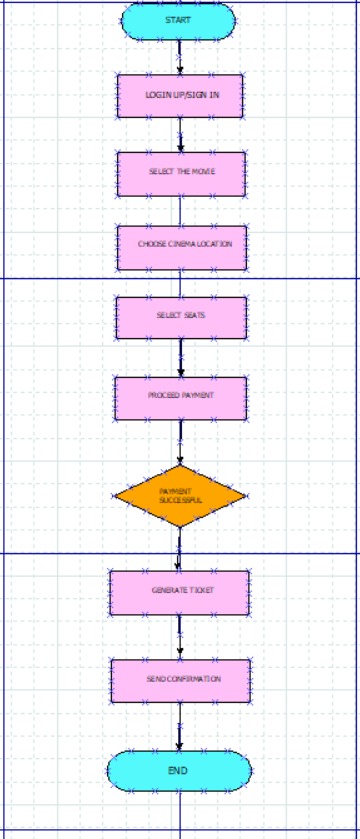 START
LOGIN UP/SIGN IN
SELECT THE MOVIE
CHOOSE CINEMA LOCATION
SELECT SEATS
PROCEED PAYMENT
PAYMENT
SUCCESSFUL
GENERATE TICKET
SEND CONFIRMATION
END